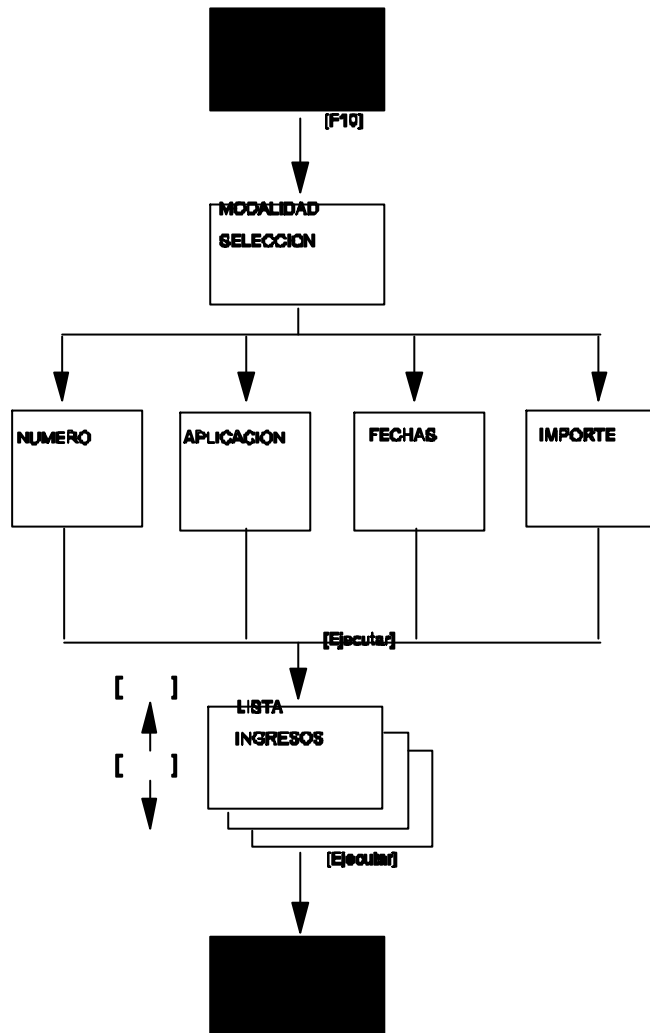 [F10]
MODALIDAD
SELECCION
NUMERO
APLICACION
FECHAS
IMPORTE
[Ejecutar]
[ ]
LISTA
INGRESOS
[ ]
[Ejecutar]